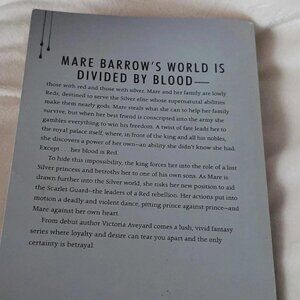 MARE BARROW'S WORLD IS
DIVIDED BY BLOOD—
those with red and those with silver. Mare and her family are lowly
Reds, destined to serve the Silver elite whose supernatural abilities
make them nearly gods. Mare steals what she can to help her family
survive, but when her best friend is conscripted into the army she
gambles everything to win his freedom. A twist of fate leads her to
the royal palace itself, where, in front of the king and all his nobles,
she discovers a power of her own—an ability she didn't know she had.
Except . . . her blood is Red.
To hide this impossibility, the king forces her into the role of a lost
Silver princess and betroths her to one of his own sons. As Mare is
drawn further into the Silver world, she risks her new position to aid
the Scarlet Guard—the leaders of a Red rebellion. Her actions put into
motion a deadly and violent dance, pitting prince against prince—and
Mare against her own heart.
From debut author Victoria Aveyard comes a lush, vivid fantasy
series where loyalty and desire can tear you apart and the only
certainty is betrayal.